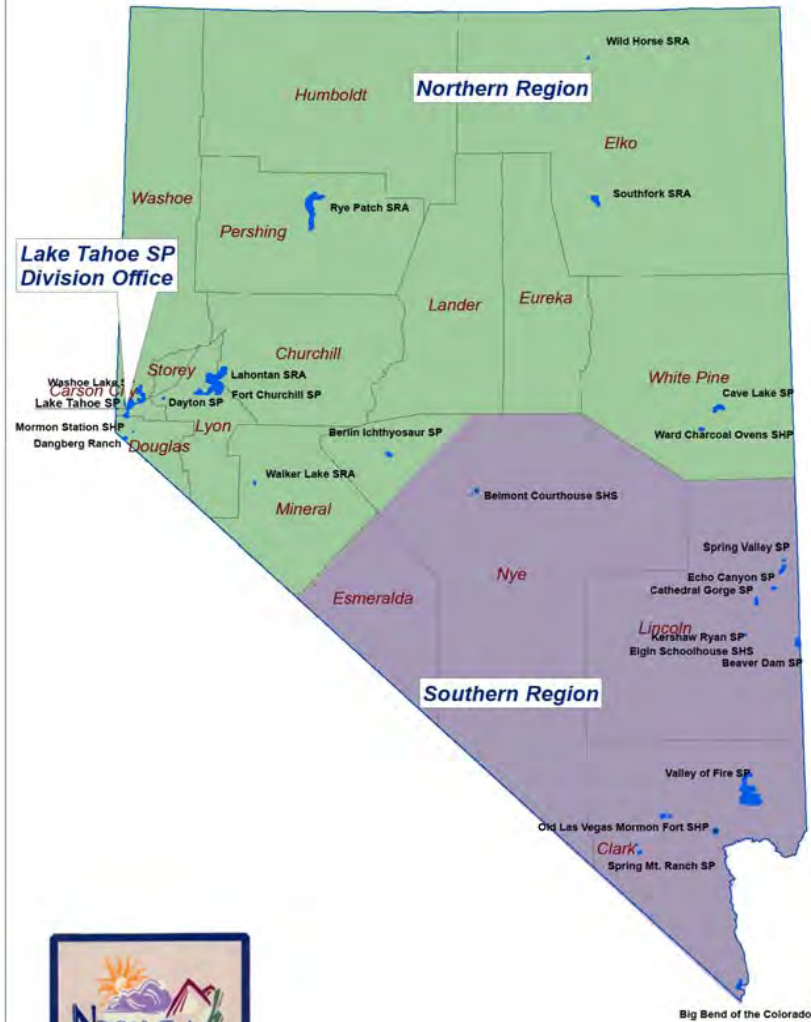 Wild Horse SRA
Humboldt
Northern Region
Elko
Washoe
Southfork SRA
Rye Patch SRA
Pershing
Lake Tahoe SP
Division Office
Lander
Eureka
Churchill
Storey
Lahontan SRA
White Pine
Washoe Lake
Carson City
Fort Churchill SP
Cave Lake SP
Lake Tahoe SP
Dayton SP
Lyon
Mormon Station SHP
Berlin Ichthyosaur SP
Ward Charcoal Ovens SHP
Dangberg Ranch
Douglas
Walker Lake SRA
Belmont Courthouse SHS
Mineral
Spring Valley SP
Nye
Echo Canyon SP
Cathedral Gorge SP
Esmeralda
Lincoln
Kershaw Ryan SP
Elgin Schoolhouse SHS
Beaver Dam SP
Southern Region
Valley of Fire SP
Old Las Vegas Mormon Fort SHP
Clark
Spring Mt. Ranch SP
Big Bend of the Colorado